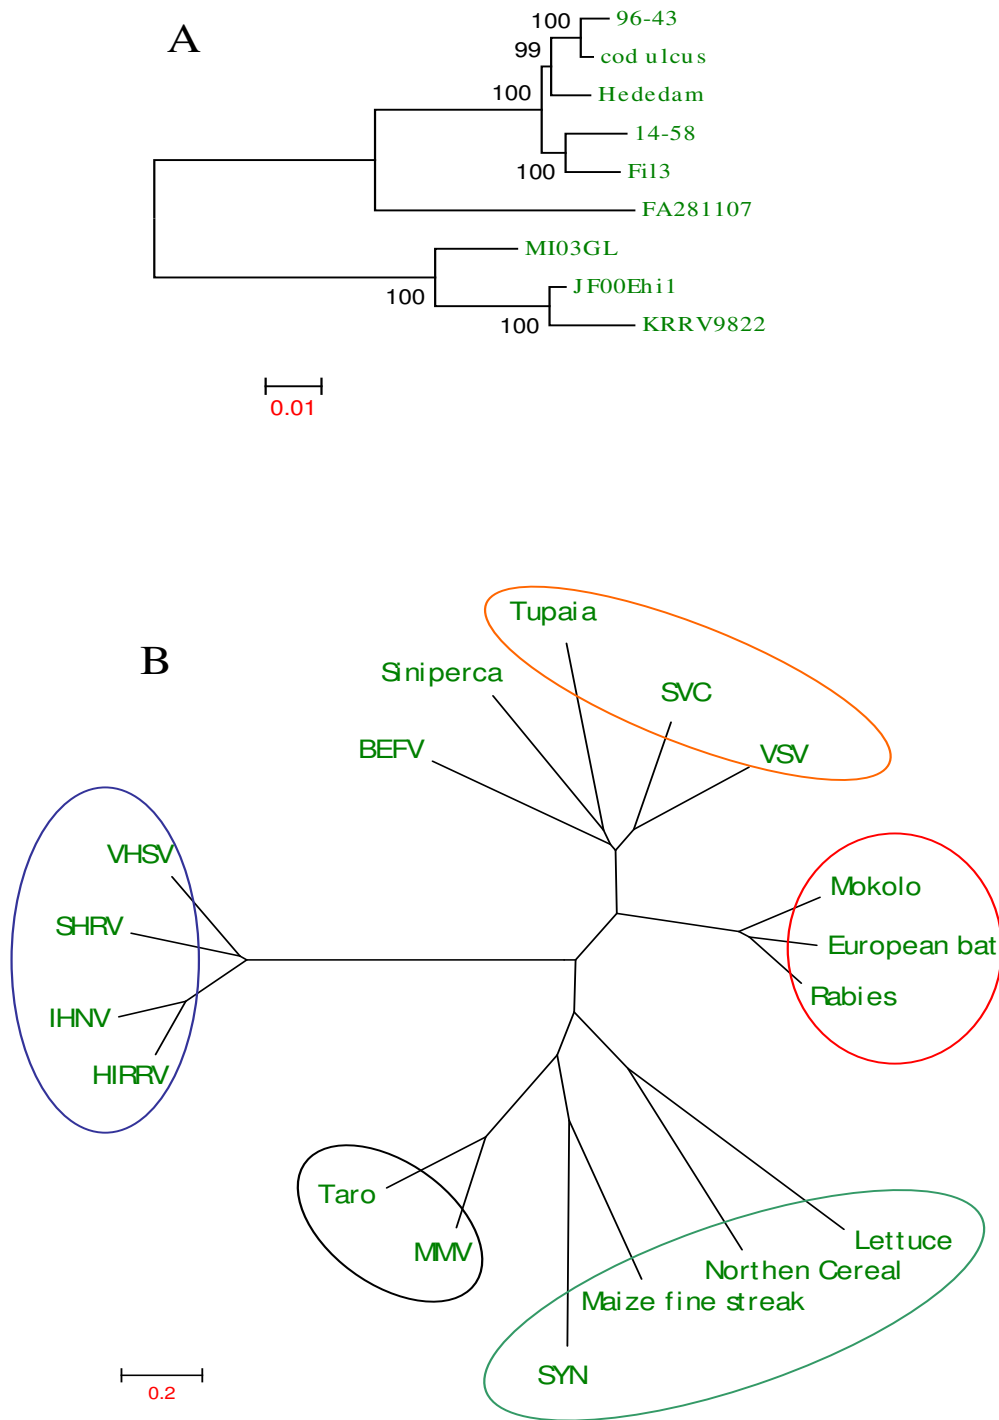 A
100
96-43
99
cod ulcus
100
Hededam
14-58
100
Fil3
FA281107
MI03GL
100
JF00Ehi1
100
KRRV9822
0.01
B
Tupaia
Siniperca
SVC
BEFV
VSV
VHSV
Mokolo
SHRV
European bat
Rabies
IHNV
HIRRV
Taro
MMV
Lettuce
Northen Cereal
Maize fine streak
SYN
0.2